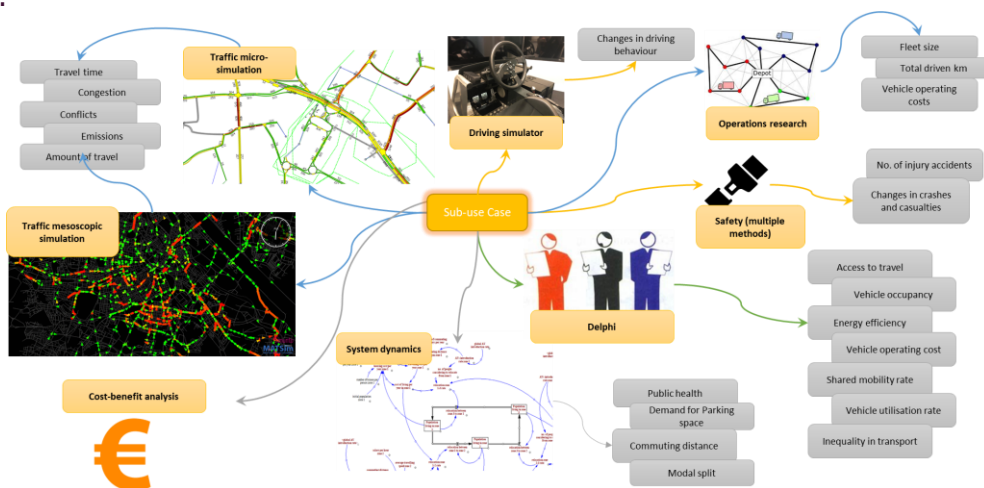 Traffic micro-
simulation
Travel time
Congestion
Conflicts
Emissions
Amount of travel
Driving simulator
Changes in driving
behaviour
Depot
Operations research
Fleet size
Total driven km
Vehicle operating
costs
Sub-use Case
Safety (multiple
methods)
No. of injury accidents
Changes in crashes
and casualties
Traffic mesoscopic
simulation
Delphi
Access to travel
Vehicle occupancy
Energy efficiency
Vehicle operating cost
Shared mobility rate
Vehicle utilisation rate
Inequality in transport
System dynamics
Public health
Demand for Parking
space
Commuting distance
Modal split
Cost-benefit analysis
€